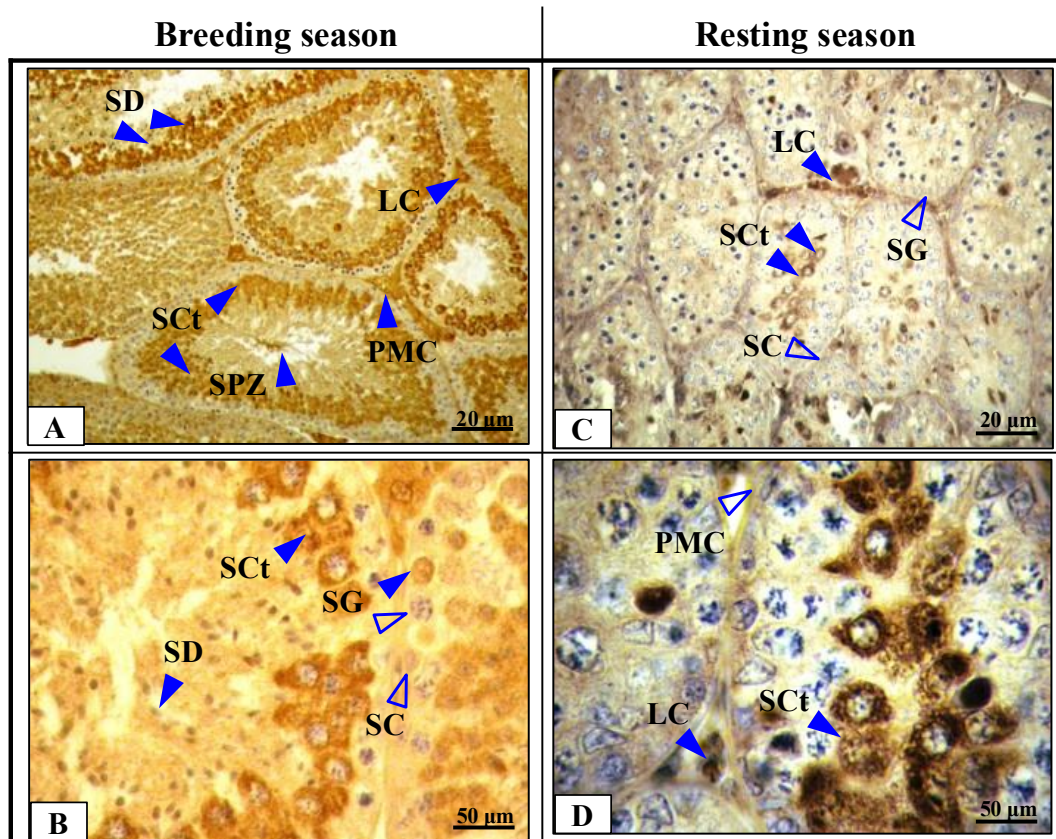 Breeding season
Resting season
SD
LC
SCt
PMC
SPZ
A
20 µm
LC
SCt
SG
SC
C
20 µm
SCt
SG
SD
SC
B
50 µm
PMC
SCt
LC
D
50 µm